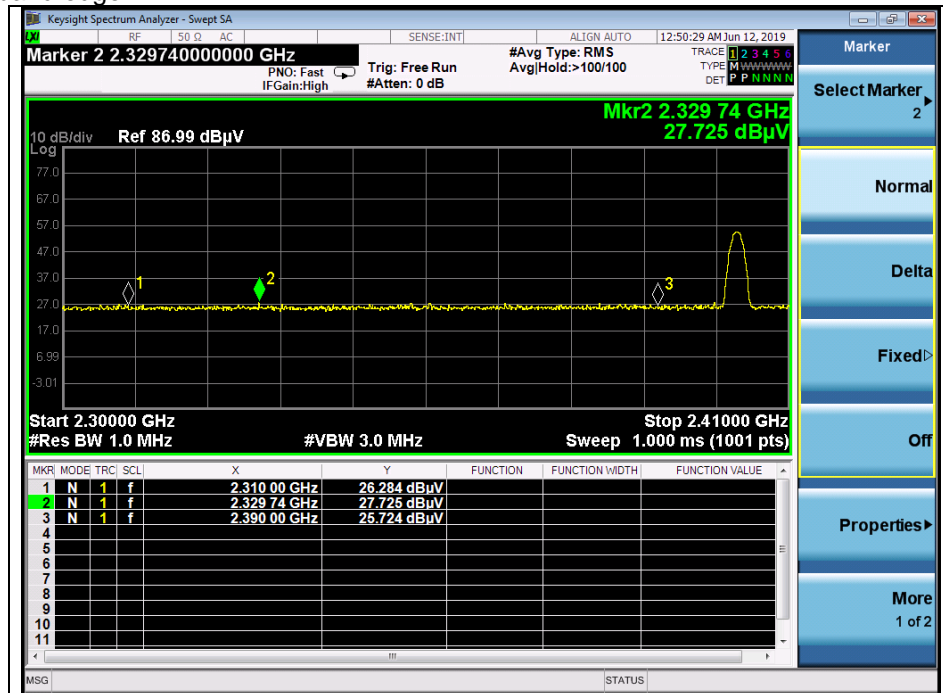 Keysight Spectrum Analyzer - Swept SA
LXI RF 50 Ω AC SENSE:INT ALIGN AUTO 12:50:29 AM Jun 12, 2019
Marker 2 2.329740000000 GHz
PNO: Fast
IFGain:High
Trig: Free Run
#Atten: 0 dB
#Avg Type: RMS
Avg|Hold:>100/100
TRACE 1 2 3 4 5 6
TYPE M WWWWW
DET P P N N N N
Mkr2 2.329 74 GHz
27.725 dBµV
10 dB/div Ref 86.99 dBµV
Log
77.0
67.0
57.0
47.0
37.0
27.0
17.0
6.99
-3.01
1
2
3
Start 2.30000 GHz Stop 2.41000 GHz
#Res BW 1.0 MHz #VBW 3.0 MHz Sweep 1.000 ms (1001 pts)
MKR MODE TRC SCL X Y FUNCTION FUNCTION WIDTH FUNCTION VALUE
1 N 1 f 2.310 00 GHz 26.284 dBµV
2 N 1 f 2.329 74 GHz 27.725 dBµV
3 N 1 f 2.390 00 GHz 25.724 dBµV
4
5
6
7
8
9
10
11
MSG STATUS
Marker
Select Marker
2
Normal
Delta
Fixed
Off
Properties
More
1 of 2